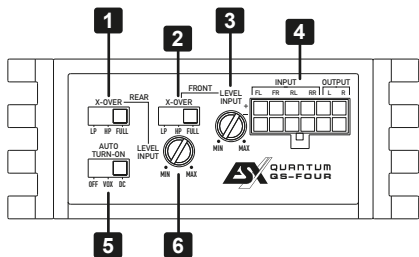 1
2
3
4
REAR
FRONT
X-OVER
LP HP FULL
X-OVER
LP HP FULL
LEVEL
INPUT
+
–
MIN MAX
INPUT OUTPUT
FL FR RL RR L R
AUTO
TURN-ON
OFF VOX DC
LEVEL
INPUT
MIN MAX
ESX QUANTUM
QS-FOUR
5
6